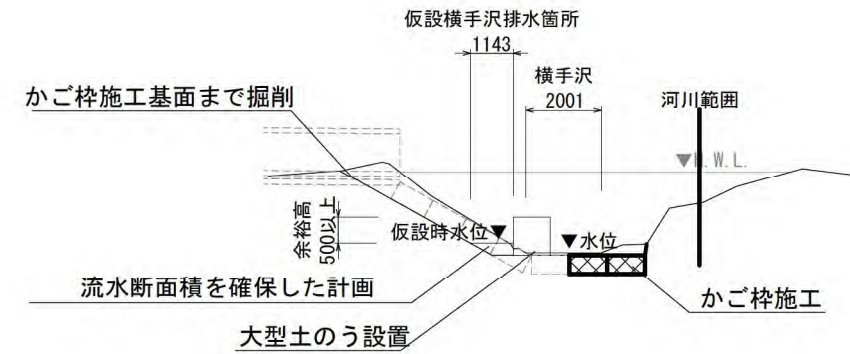 仮設横手沢排水箇所
1143
横手沢
2001
河川範囲
かご枠施工基面まで掘削
▼H.W.L.
余裕高
500以上
仮設時水位▼
▼水位
流水断面積を確保した計画
かご枠施工
大型土のう設置